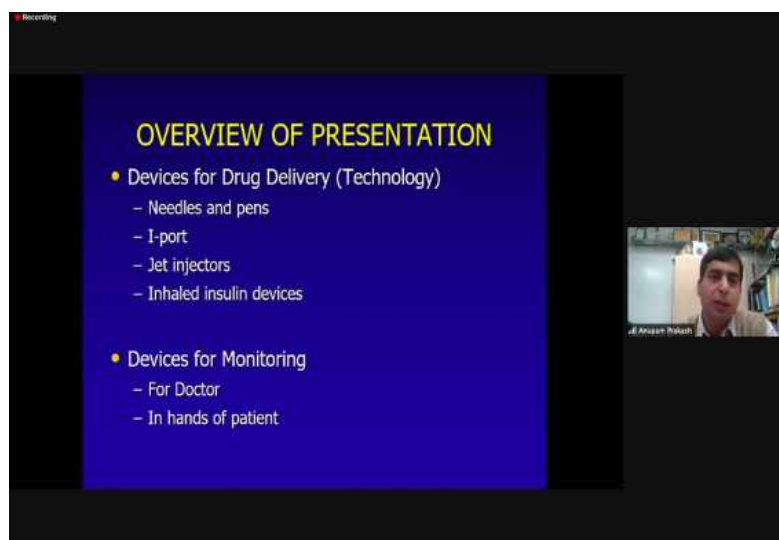 Recording
OVERVIEW OF PRESENTATION
• Devices for Drug Delivery (Technology)
– Needles and pens
– I-port
– Jet injectors
– Inhaled insulin devices
• Devices for Monitoring
– For Doctor
– In hands of patient
Anupam Prakash